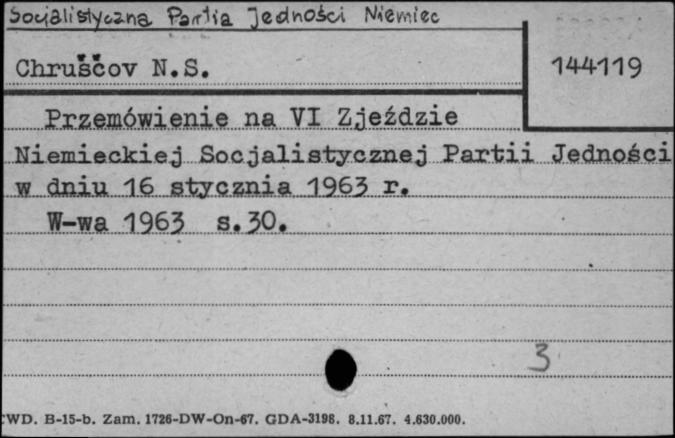 Socjalistyczna Partia Jedności Niemiec
Chruščov N.S.
144119
Przemówienie na VI Zjeździe
Niemieckiej Socjalistycznej Partii Jedności
w dniu 16 stycznia 1963 r.
W-wa 1963 s.30.
3
CWD. B-15-b. Zam. 1726-DW-On-67. GDA-3198. 8.11.67. 4.630.000.